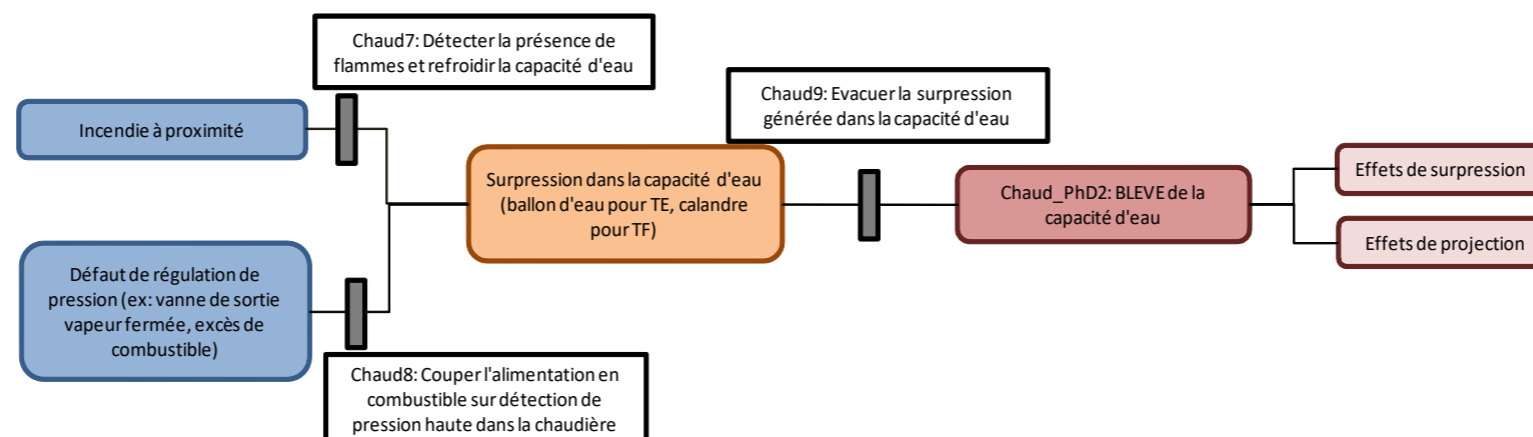 Chaud7: Détecter la présence de
flammes et refroidir la capacité d'eau
Incendie à proximité
Chaud9: Evacuer la surpression
générée dans la capacité d'eau
Surpression dans la capacité d'eau
(ballon d'eau pour TE, calandre
pour TF)
Chaud_PhD2: BLEVE de la
capacité d'eau
Effets de surpression
Effets de projection
Défaut de régulation de
pression (ex: vanne de sortie
vapeur fermée, excès de
combustible)
Chaud8: Couper l'alimentation en
combustible sur détection de
pression haute dans la chaudière